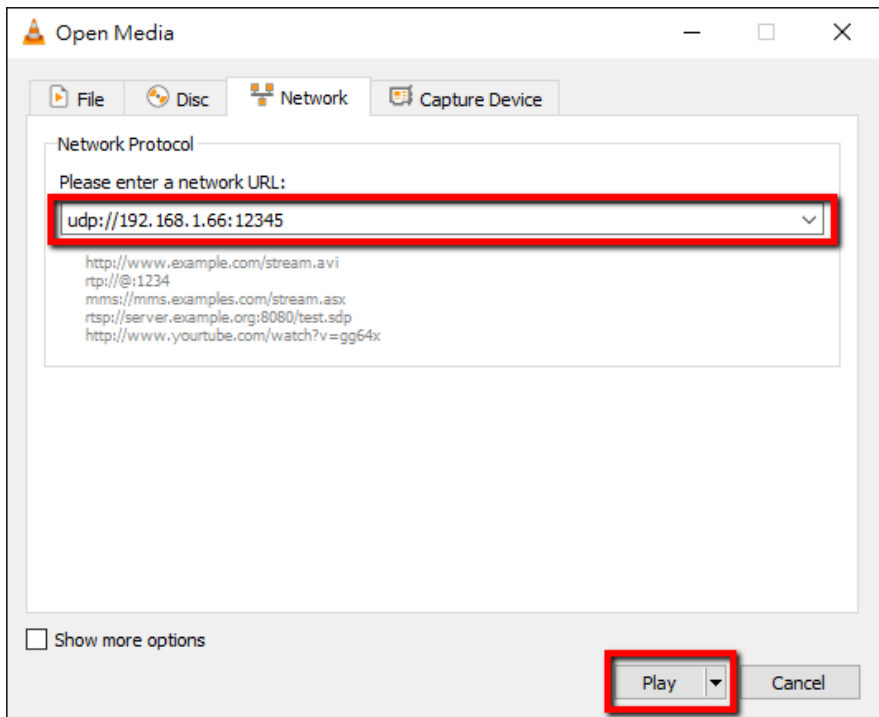 Open Media
File Disc Network Capture Device
Network Protocol
Please enter a network URL:
udp://192.168.1.66:12345
http://www.example.com/stream.avi
rtp://@:1234
mms://mms.examples.com/stream.asx
rtsp://server.example.org:8080/test.sdp
http://www.yourtube.com/watch?v=gg64x
Show more options
Play Cancel